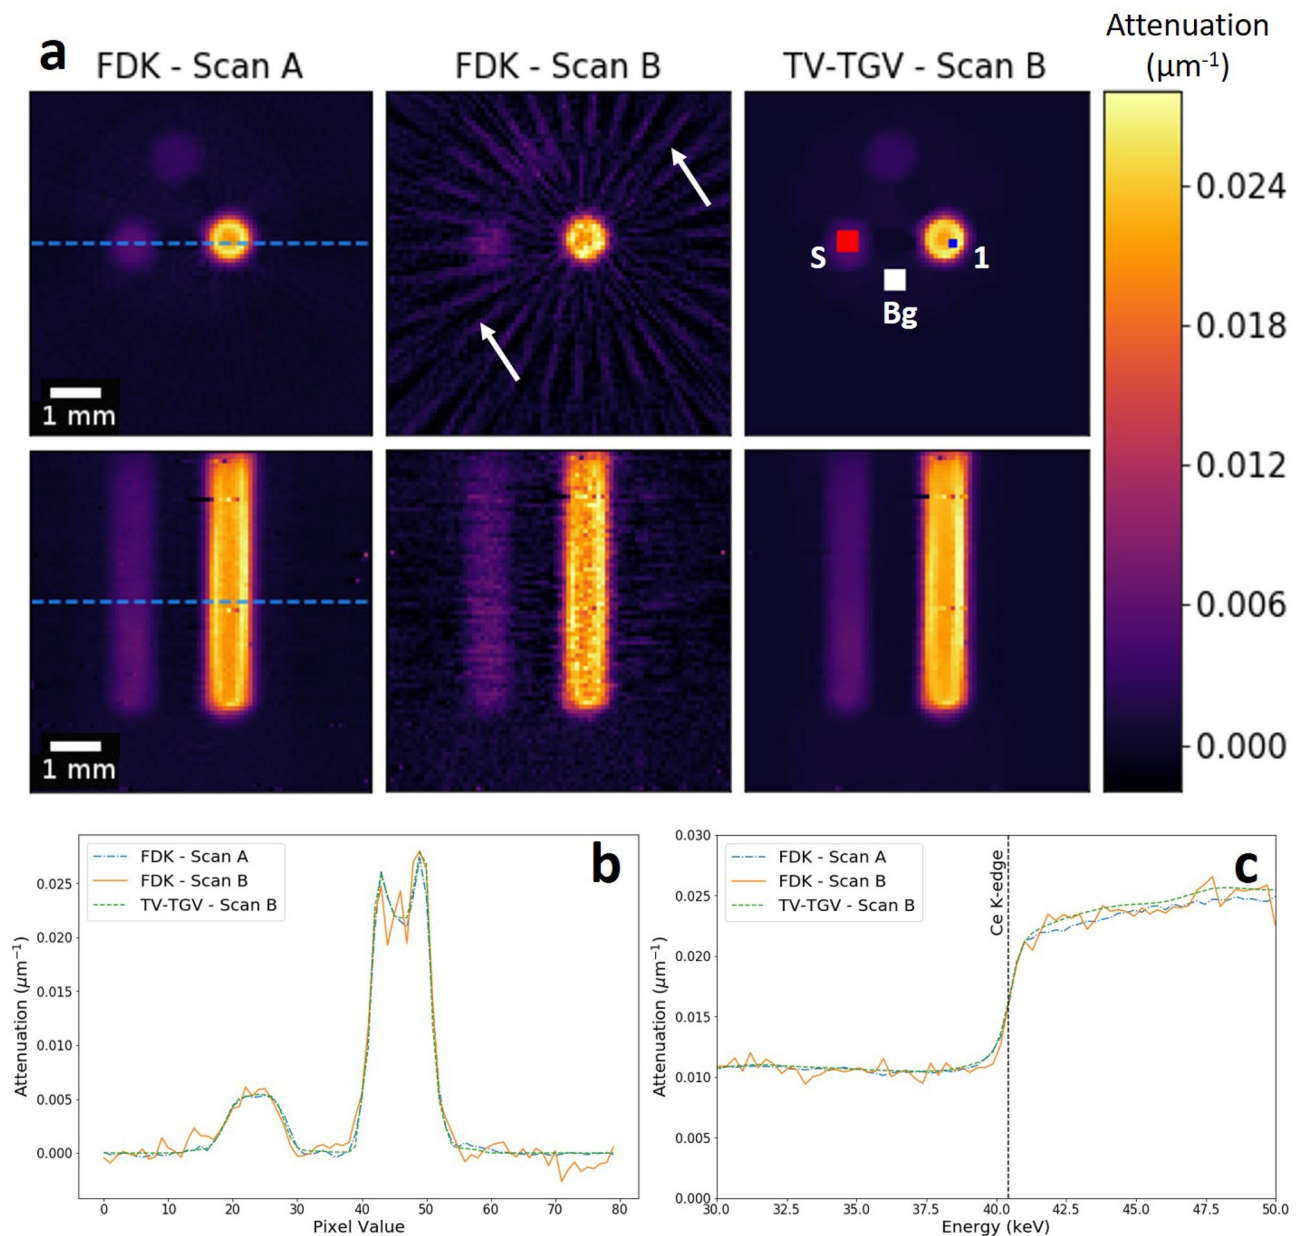 a
FDK - Scan A
FDK - Scan B
TV-TGV - Scan B
Attenuation
(µm-1)
S
1
Bg
1 mm
1 mm
0.024
0.018
0.012
0.006
0.000
b
FDK - Scan A
FDK - Scan B
TV-TGV - Scan B
Attenuation (µm⁻¹)
0.025
0.020
0.015
0.010
0.005
0.000
0 10 20 30 40 50 60 70 80
Pixel Value
c
FDK - Scan A
FDK - Scan B
TV-TGV - Scan B
Ce K-edge
Attenuation (µm⁻¹)
0.030
0.025
0.020
0.015
0.010
0.005
0.000
30.0 32.5 35.0 37.5 40.0 42.5 45.0 47.5 50.0
Energy (keV)